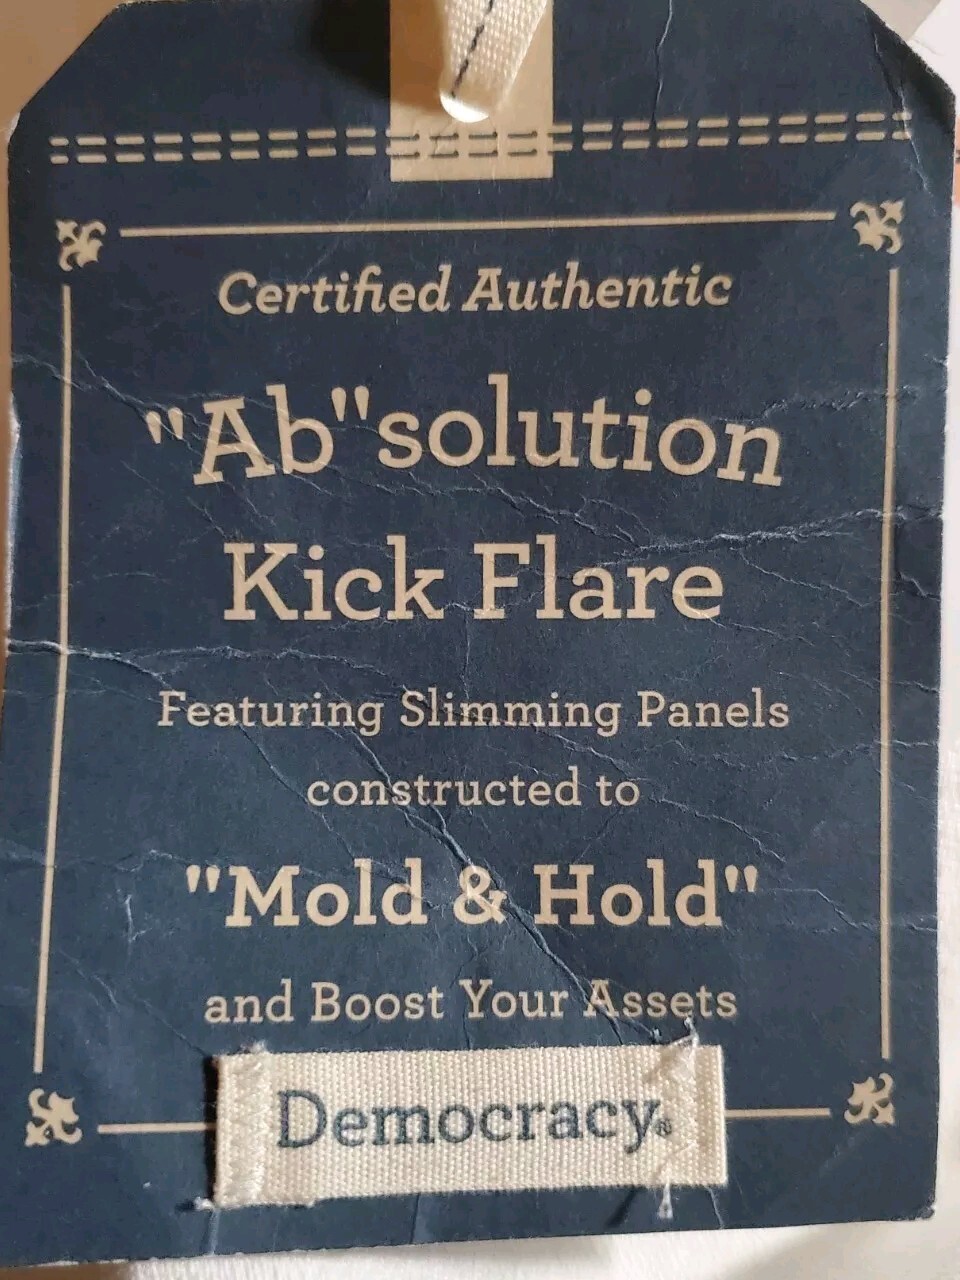 Certified Authentic
"Ab"solution
Kick Flare
Featuring Slimming Panels
constructed to
"Mold & Hold"
and Boost Your Assets
Democracy®